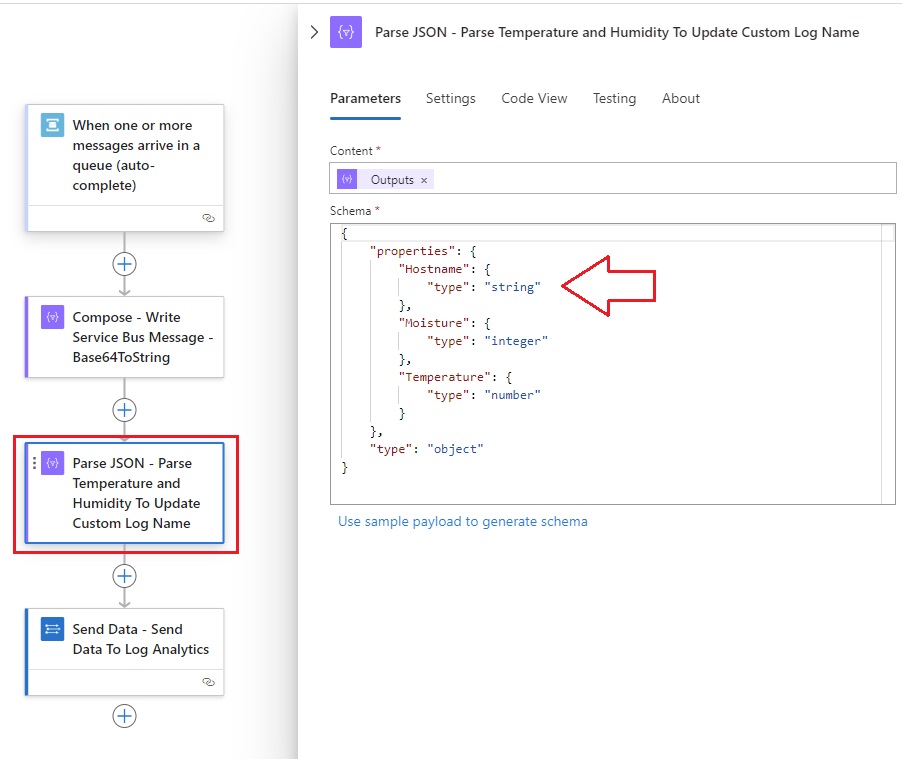 When one or more
messages arrive in a
queue (auto-
complete)
Compose - Write
Service Bus Message -
Base64ToString
Parse JSON - Parse
Temperature and
Humidity To Update
Custom Log Name
Send Data - Send
Data To Log Analytics
Parse JSON - Parse Temperature and Humidity To Update Custom Log Name
Parameters Settings Code View Testing About
Content *
Outputs ×
Schema *
{
"properties": {
"Hostname": {
"type": "string"
},
"Moisture": {
"type": "integer"
},
"Temperature": {
"type": "number"
}
},
"type": "object"
}
Use sample payload to generate schema